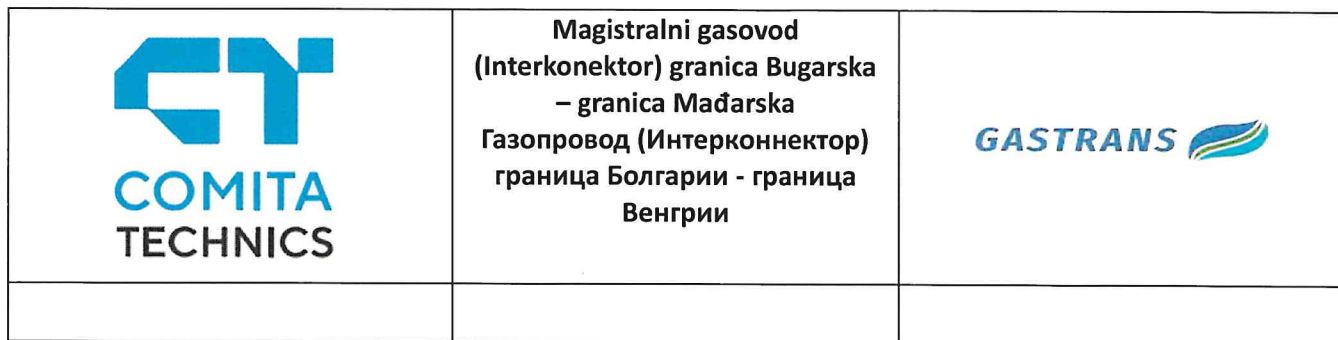 COMITA
TECHNICS
Magistralni gasovod
(Interkonektor) granica Bugarska
– granica Mađarska
Газопровод (Интерконнектор)
граница Болгарии - граница
Венгрии
GASTRANS